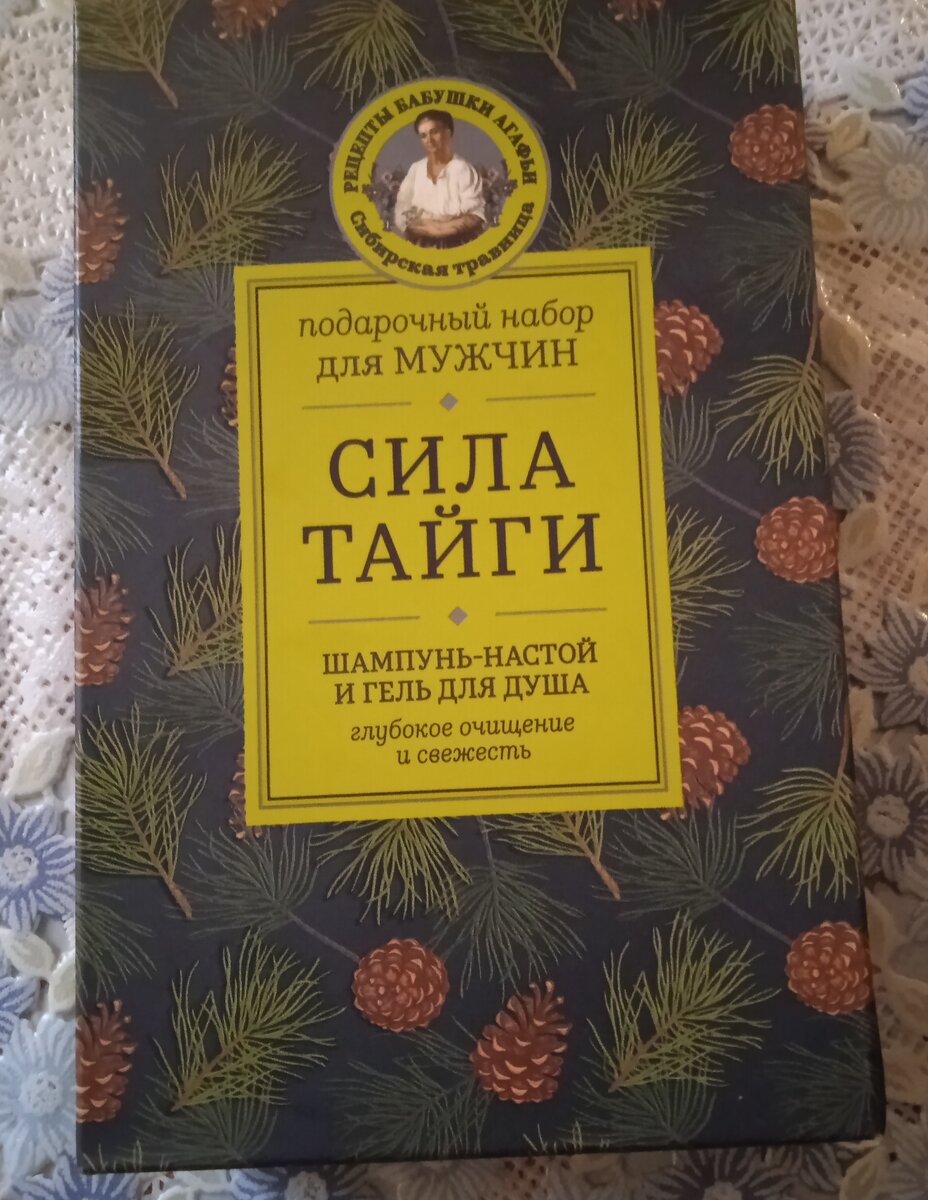 РЕЦЕПТЫ БАБУШКИ АГАФЬИ
Сибирская травница
подарочный набор
для МУЖЧИН
СИЛА
ТАЙГИ
ШАМПУНЬ-НАСТОЙ
И ГЕЛЬ ДЛЯ ДУША
глубокое очищение
и свежесть